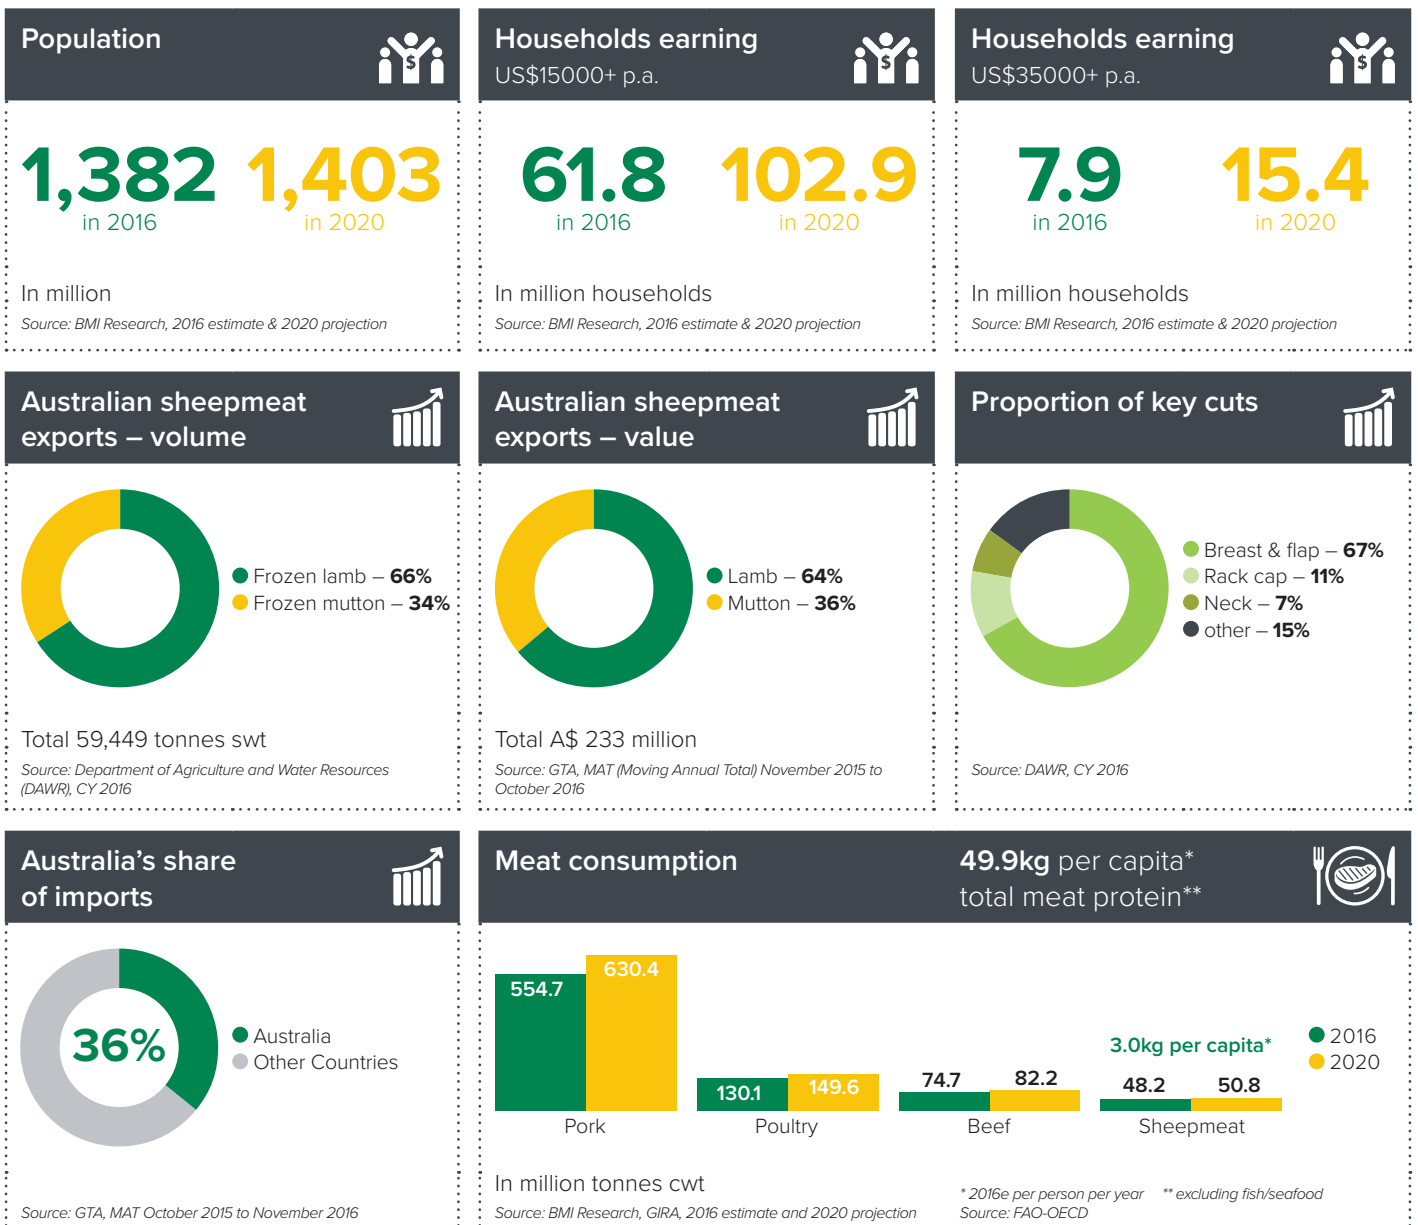 Population
$
1,382
in 2016
1,403
in 2020
In million
Source: BMI Research, 2016 estimate & 2020 projection
Households earning
US$15000+ p.a.
$
61.8
in 2016
102.9
in 2020
In million households
Source: BMI Research, 2016 estimate & 2020 projection
Households earning
US$35000+ p.a.
$
7.9
in 2016
15.4
in 2020
In million households
Source: BMI Research, 2016 estimate & 2020 projection
Australian sheepmeat
exports – volume
Frozen lamb – 66%
Frozen mutton – 34%
Total 59,449 tonnes swt
Source: Department of Agriculture and Water Resources
(DAWR), CY 2016
Australian sheepmeat
exports – value
Lamb – 64%
Mutton – 36%
Total A$ 233 million
Source: GTA, MAT (Moving Annual Total) November 2015 to
October 2016
Proportion of key cuts
Breast & flap – 67%
Rack cap – 11%
Neck – 7%
other – 15%
Source: DAWR, CY 2016
Australia's share
of imports
36%
Australia
Other Countries
Source: GTA, MAT October 2015 to November 2016
Meat consumption
49.9kg per capita*
total meat protein**
554.7
630.4
Pork
130.1
149.6
Poultry
74.7
82.2
Beef
3.0kg per capita*
48.2
50.8
Sheepmeat
2016
2020
In million tonnes cwt
Source: BMI Research, GIRA, 2016 estimate and 2020 projection
* 2016e per person per year ** excluding fish/seafood
Source: FAO-OECD